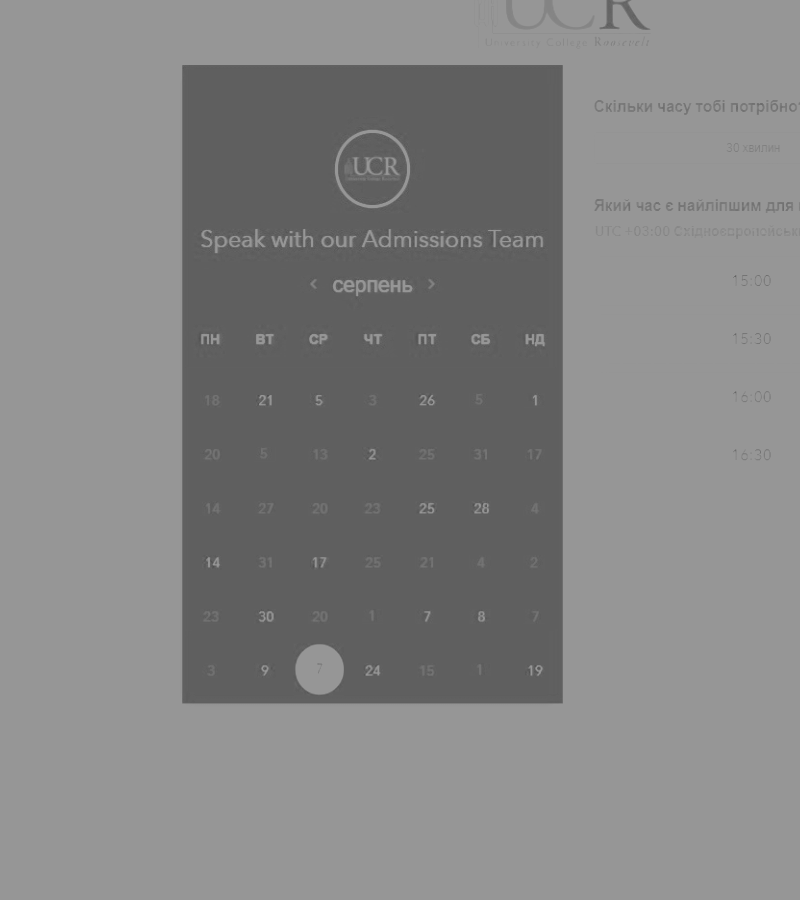 UCR
University College Roosevelt
UCR
Speak with our Admissions Team
‹ серпень ›
ПН ВТ СР ЧТ ПТ СБ НД
18 21 5 3 26 5 1
20 5 13 2 25 31 17
14 27 20 23 25 28 4
14 31 17 25 21 4 2
23 30 20 1 7 8 7
3 9 7 24 15 1 19
Скільки часу тобі потрібно
30 хвилин
Який час є найліпшим для
UTC +03:00 Східноєвропейськ
15:00
15:30
16:00
16:30